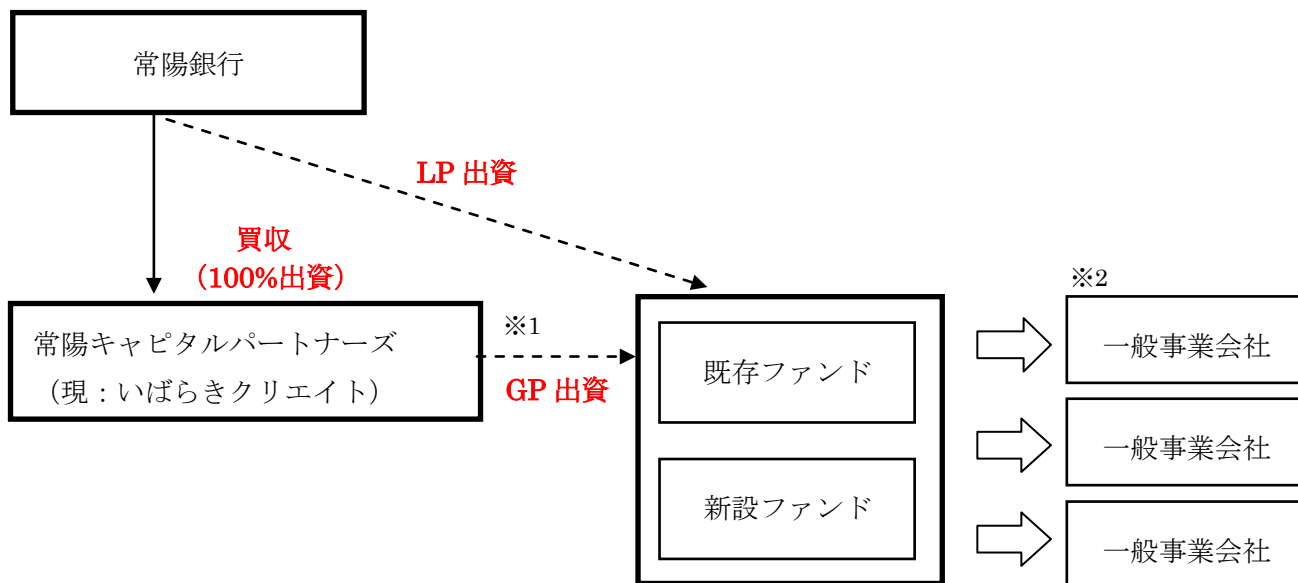 常陽銀行
LP 出資
買収
（100%出資）
常陽キャピタルパートナーズ
（現：いばらきクリエイト）
※1
GP 出資
既存ファンド
新設ファンド
※2
一般事業会社
一般事業会社
一般事業会社